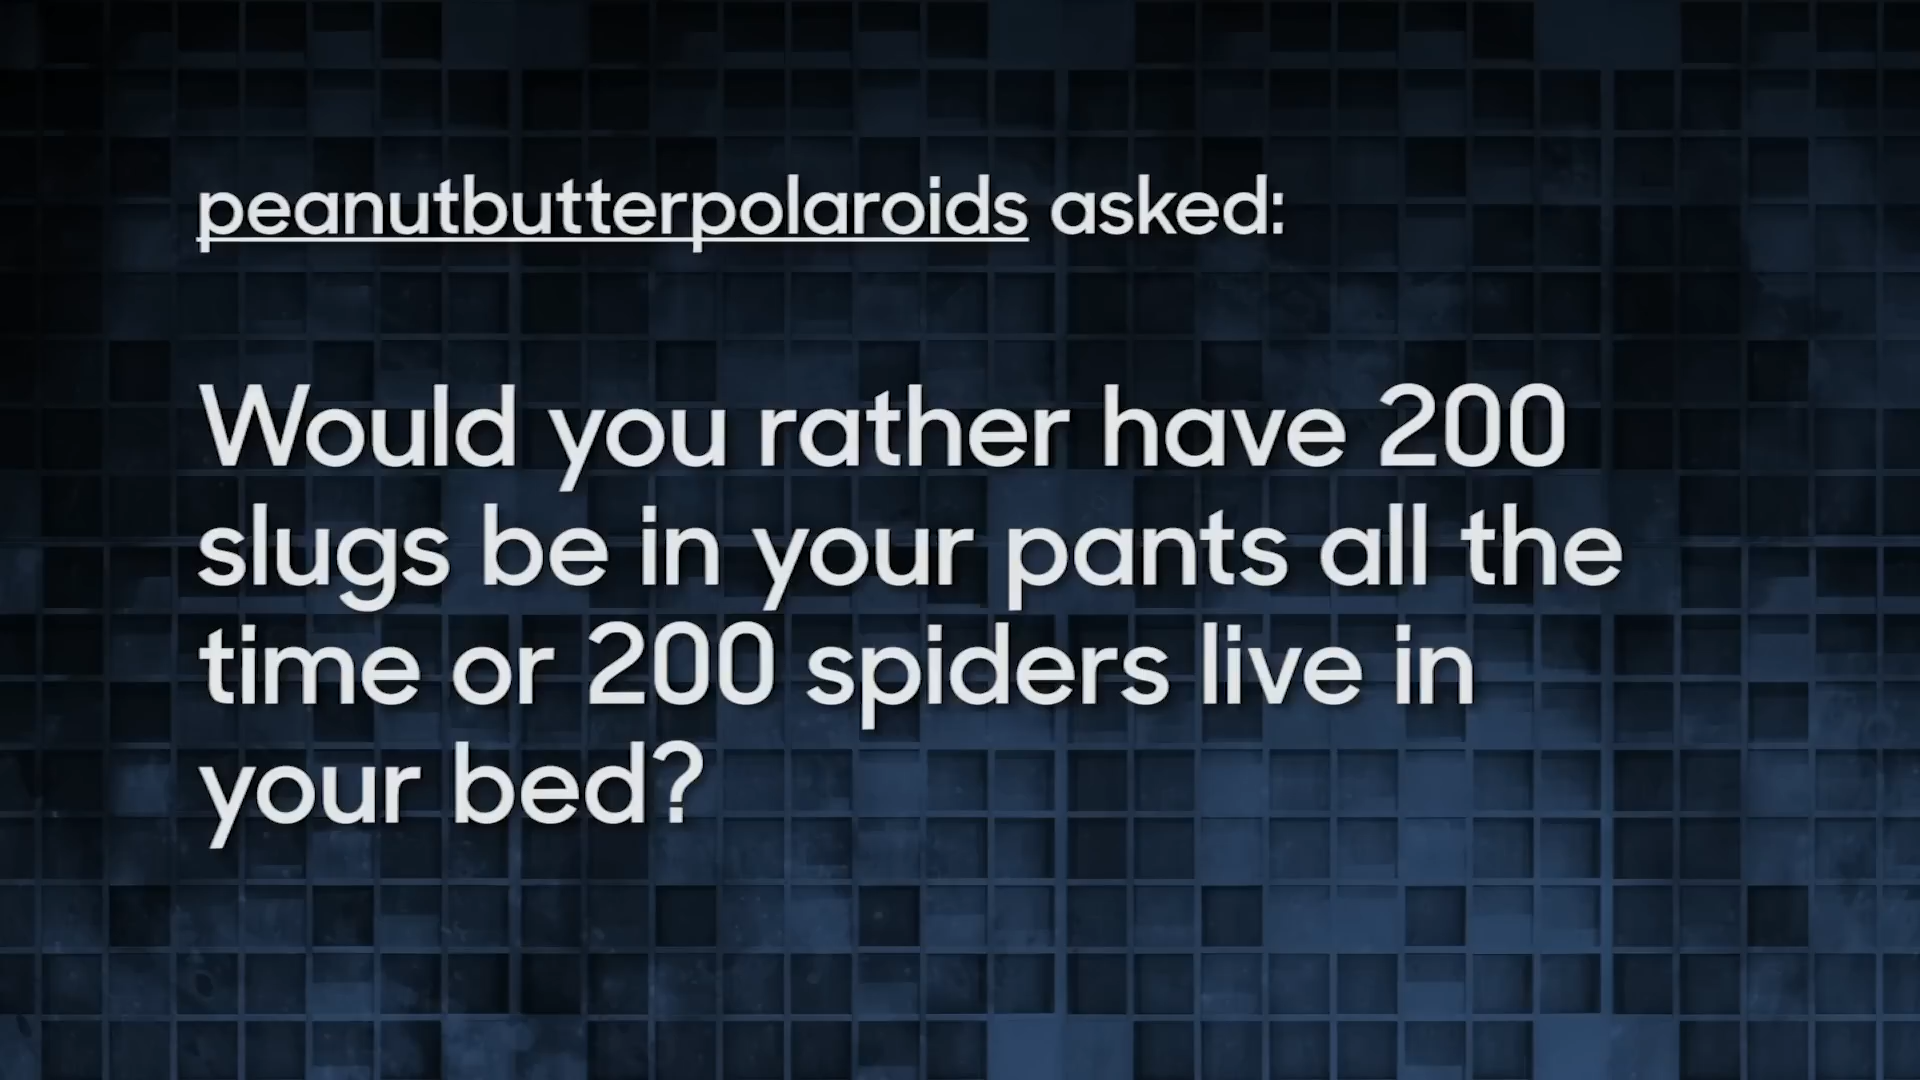 peanutbutterpolaroids asked:
Would you rather have 200
slugs be in your pants all the
time or 200 spiders live in
your bed?